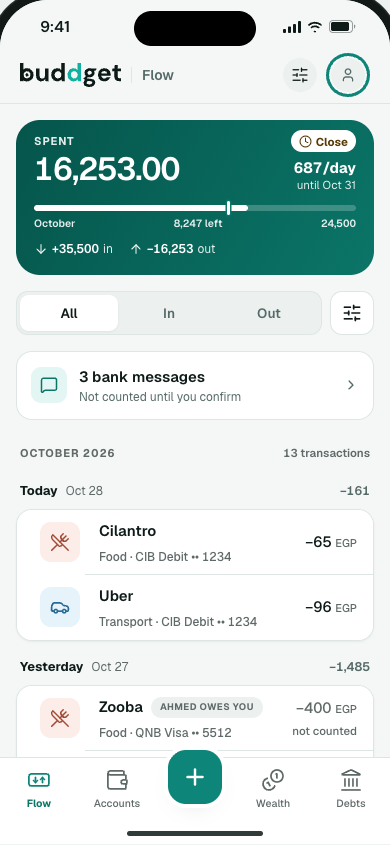 9:41
buddget Flow
SPENT
Close
16,253.00
687/day
until Oct 31
October 8,247 left 24,500
↓ +35,500 in ↑ −16,253 out
All In Out
3 bank messages
Not counted until you confirm
OCTOBER 2026 13 transactions
Today Oct 28 −161
Cilantro
−65 EGP
Food · CIB Debit •• 1234
Uber
−96 EGP
Transport · CIB Debit •• 1234
Yesterday Oct 27 −1,485
Zooba AHMED OWES YOU −400 EGP
Food · QNB Visa •• 5512 not counted
Flow Accounts Wealth Debts